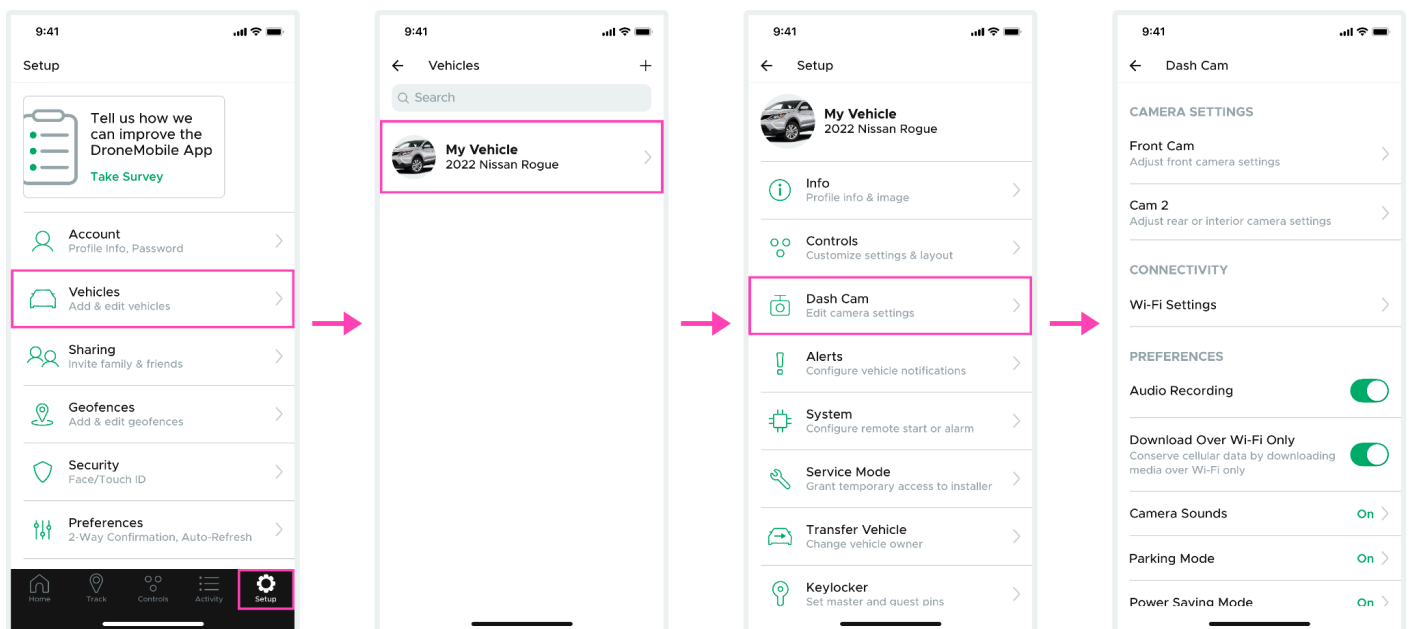 9:41
Setup
Tell us how we
can improve the
DroneMobile App
Take Survey
Account
Profile Info, Password
Vehicles
Add & edit vehicles
Sharing
Invite family & friends
Geofences
Add & edit geofences
Security
Face/Touch ID
Preferences
2-Way Confirmation, Auto-Refresh
Home
Track
Controls
Activity
Setup
9:41
Vehicles
Search
My Vehicle
2022 Nissan Rogue
9:41
Setup
My Vehicle
2022 Nissan Rogue
Info
Profile info & image
Controls
Customize settings & layout
Dash Cam
Edit camera settings
Alerts
Configure vehicle notifications
System
Configure remote start or alarm
Service Mode
Grant temporary access to installer
Transfer Vehicle
Change vehicle owner
Keylocker
Set master and guest pins
9:41
Dash Cam
CAMERA SETTINGS
Front Cam
Adjust front camera settings
Cam 2
Adjust rear or interior camera settings
CONNECTIVITY
Wi-Fi Settings
PREFERENCES
Audio Recording
Download Over Wi-Fi Only
Conserve cellular data by downloading
media over Wi-Fi only
Camera Sounds On
Parking Mode On
Power Saving Mode On